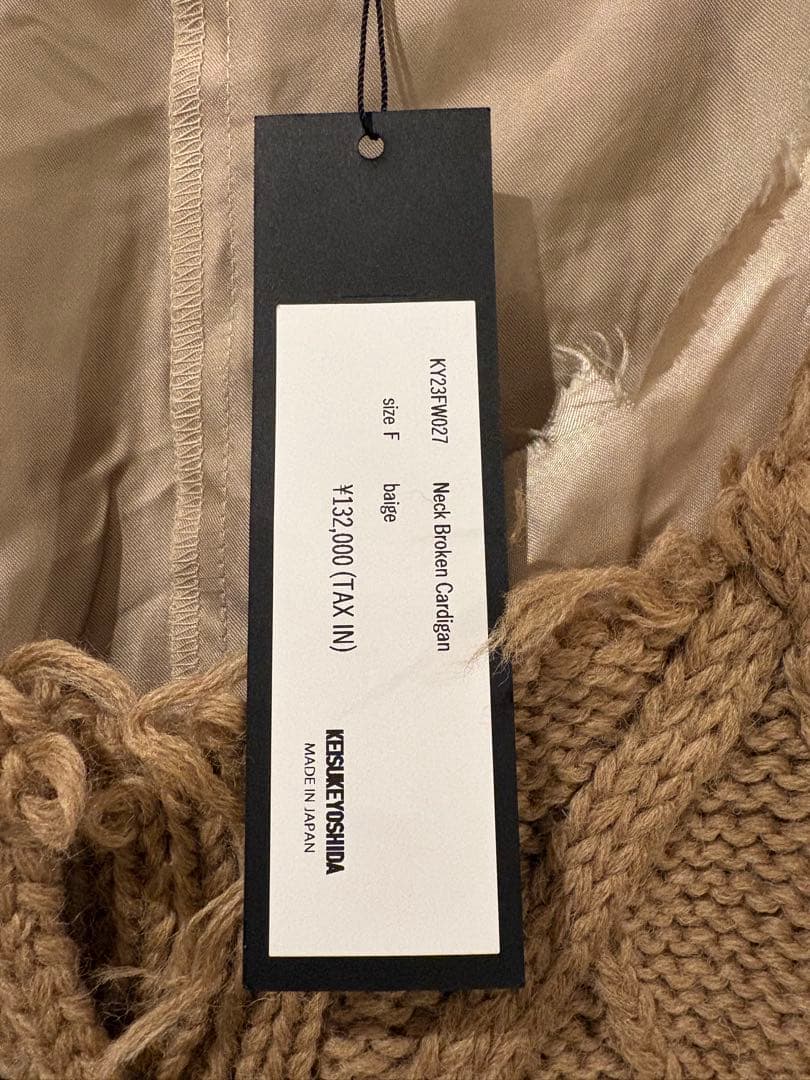 KY23FW027 Neck Broken Cardigan
size F baige
¥132,000 (TAX IN)
KEISUKEYOSHIDA
MADE IN JAPAN